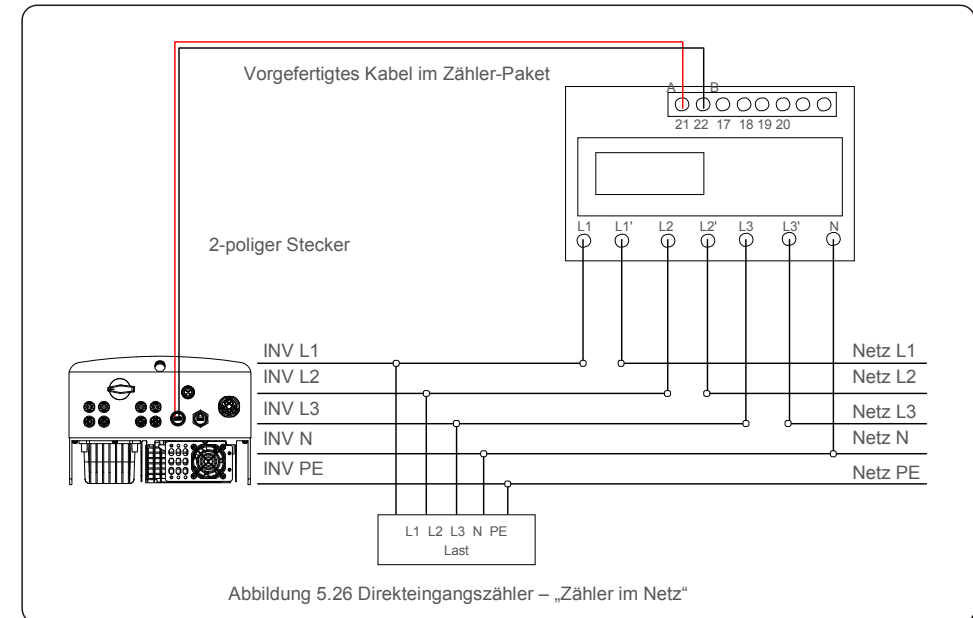 Vorgefertigtes Kabel im Zähler-Paket
A B
21 22 17 18 19 20
L1 L1' L2 L2' L3 L3' N
2-poliger Stecker
INV L1 Netz L1
INV L2 Netz L2
INV L3 Netz L3
INV N Netz N
INV PE Netz PE
L1 L2 L3 N PE
Last
Abbildung 5.26 Direkteingangszähler – „Zähler im Netz“